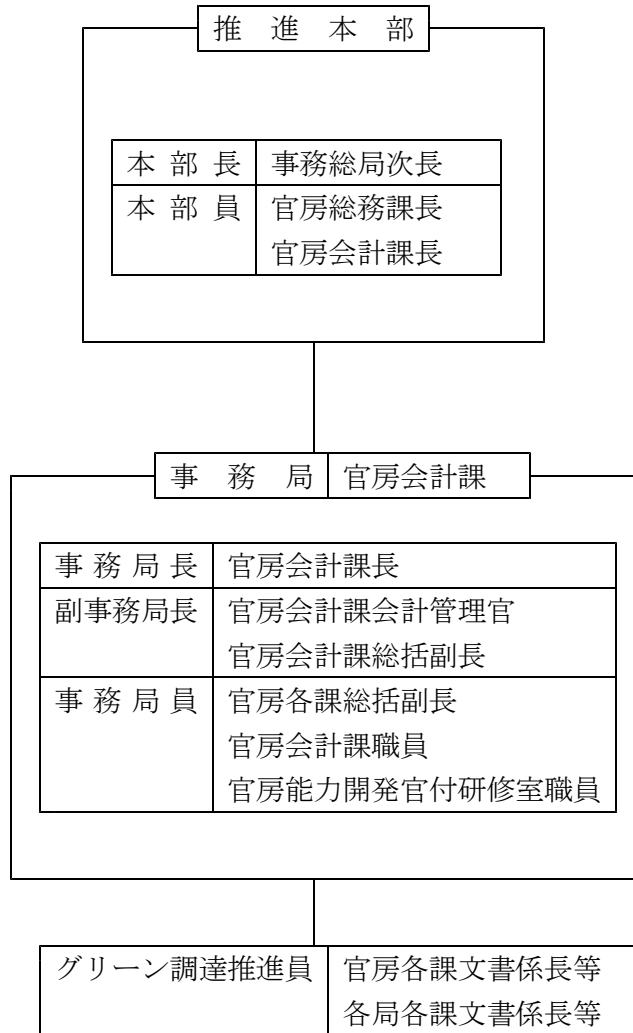 推進本部
本部長 事務総局次長
本部員 官房総務課長
官房会計課長
事務局 官房会計課
事務局長 官房会計課長
副事務局長 官房会計課会計管理官
官房会計課総括副長
事務局員 官房各課総括副長
官房会計課職員
官房能力開発官付研修室職員
グリーン調達推進員 官房各課文書係長等
各局各課文書係長等